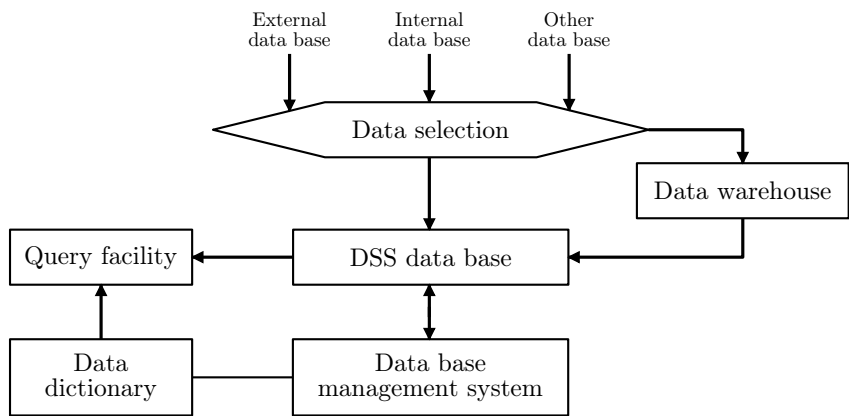 External
data base
Internal
data base
Other
data base
Data selection
Data warehouse
Query facility
DSS data base
Data
dictionary
Data base
management system